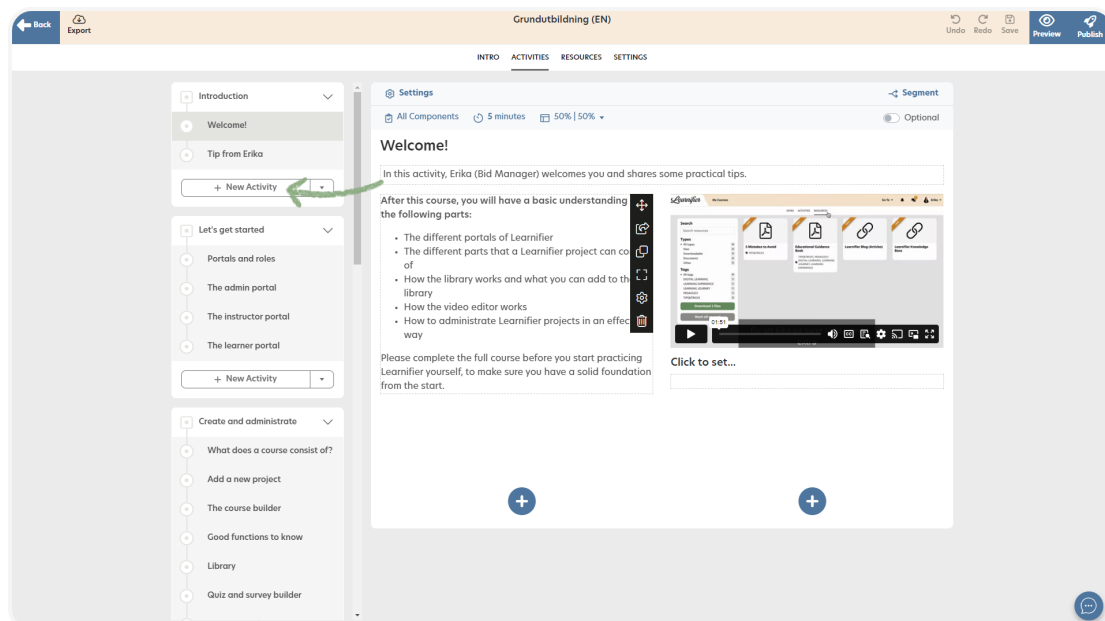 Back
Export
Grundutbildning (EN)
Undo
Redo
Save
Preview
Publish
INTRO
ACTIVITIES
RESOURCES
SETTINGS
Introduction
Welcome!
Tip from Erika
+ New Activity
Let's get started
Portals and roles
The admin portal
The instructor portal
The learner portal
+ New Activity
Create and administrate
What does a course consist of?
Add a new project
The course builder
Good functions to know
Library
Quiz and survey builder
Settings
Segment
All Components
5 minutes
50% | 50%
Optional
Welcome!
In this activity, Erika (Bid Manager) welcomes you and shares some practical tips.
After this course, you will have a basic understanding
the following parts:
• The different portals of Learnifier
• The different parts that a Learnifier project can co
of
• How the library works and what you can add to th
library
• How the video editor works
• How to administrate Learnifier projects in an effec
way
Please complete the full course before you start practicing
Learnifier yourself, to make sure you have a solid foundation
from the start.
Learnifier
My Courses
Search
Types
Tags
01:51
Click to set...